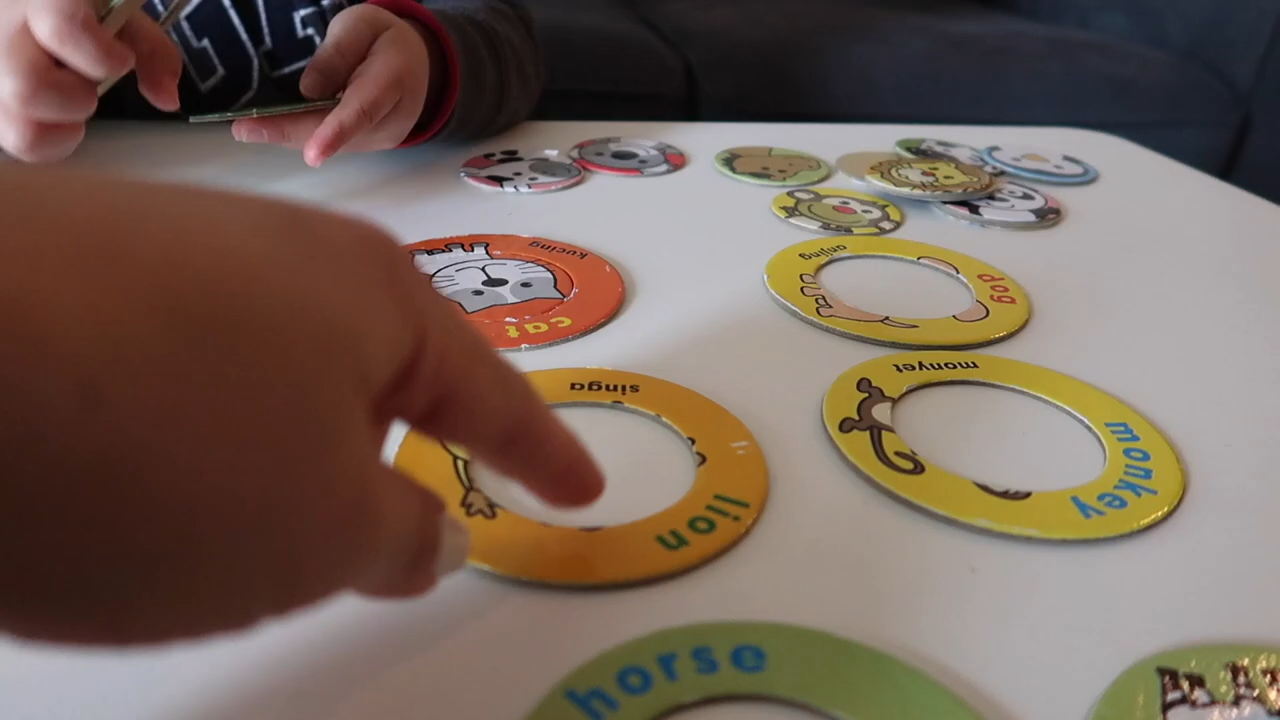 kucing
cat
anjing
dog
singa
lion
monyet
monkey
horse